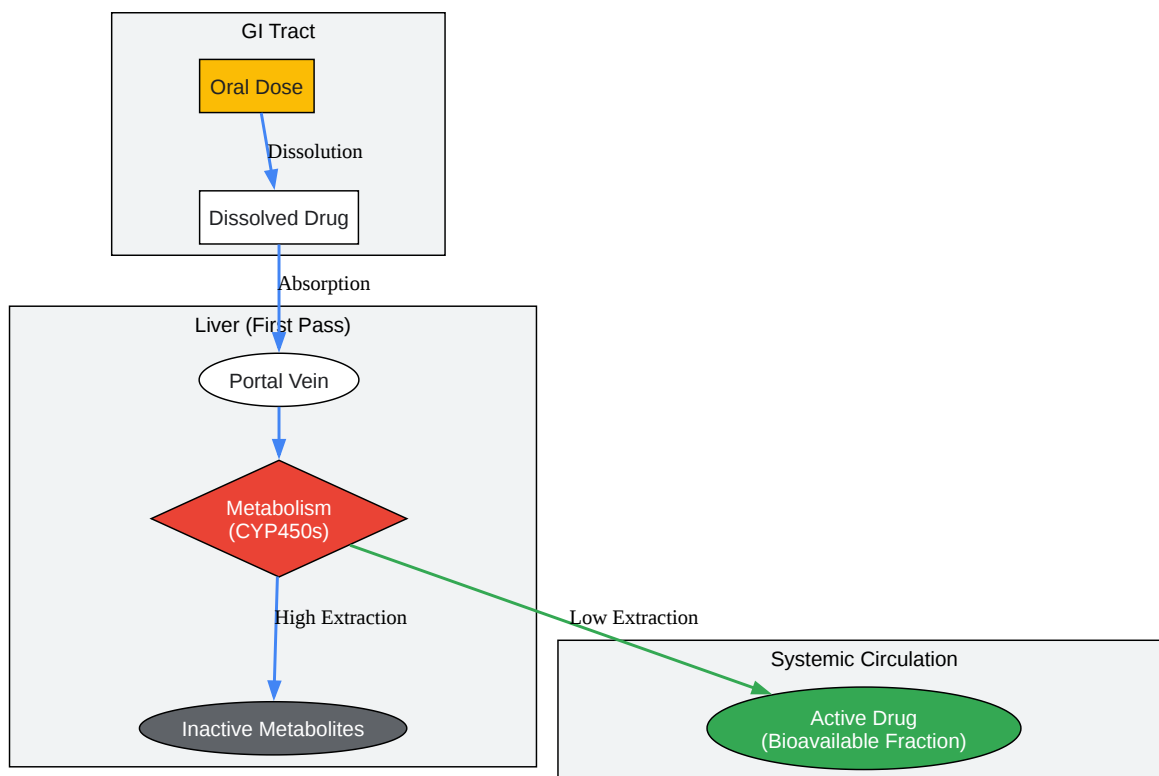 GI Tract
Oral Dose
Dissolution
Dissolved Drug
Absorption
Liver (First Pass)
Portal Vein
Metabolism
(CYP450s)
High Extraction
Low Extraction
Systemic Circulation
Inactive Metabolites
Active Drug
(Bioavailable Fraction)